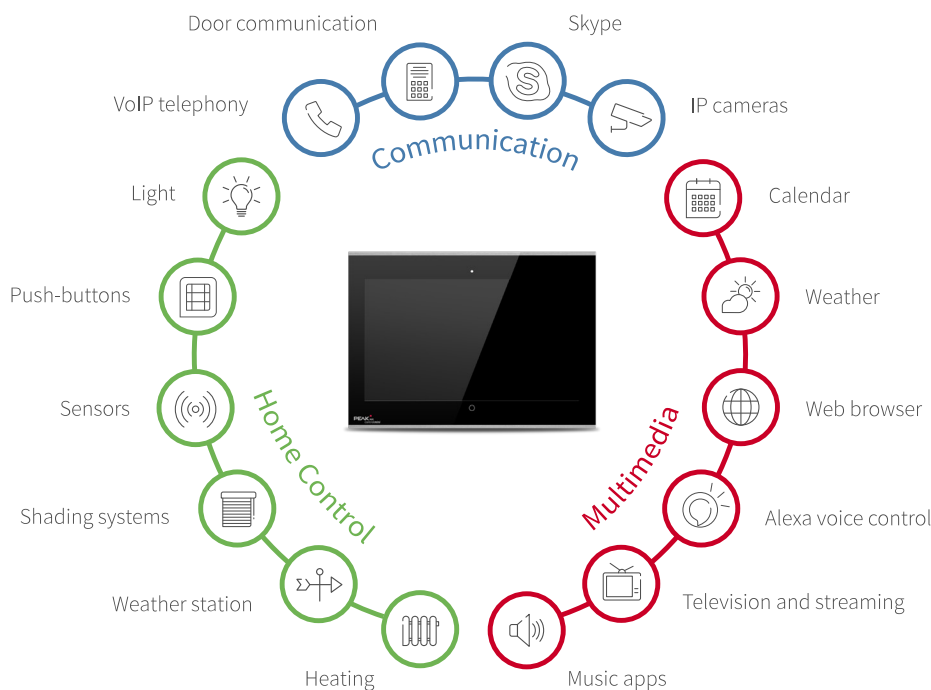 Door communication
Skype
VoIP telephony
IP cameras
Communication
Light
Calendar
Push-buttons
Weather
Sensors
Web browser
Home Control
Multimedia
Shading systems
Alexa voice control
Weather station
Television and streaming
Heating
Music apps
S
PEAK